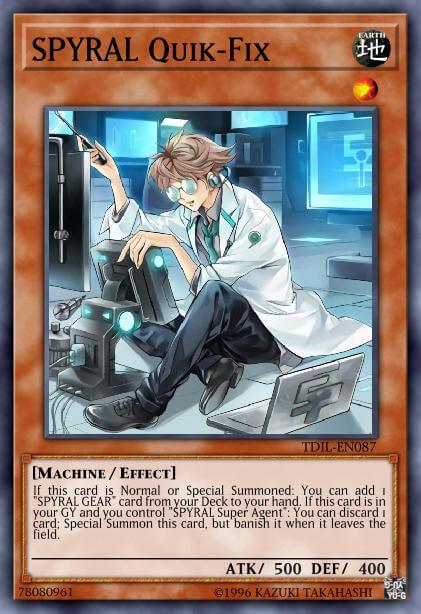 SPYRAL Quik-Fix
EARTH
地
TDIL-EN087
[Machine / Effect]
If this card is Normal or Special Summoned: You can add 1
"SPYRAL GEAR" card from your Deck to your hand. If this card is in
your GY and you control "SPYRAL Super Agent": You can discard 1
card; Special Summon this card, but banish it when it leaves the
field.
ATK/ 500 DEF/ 400
78080961
©1996 KAZUKI TAKAHASHI